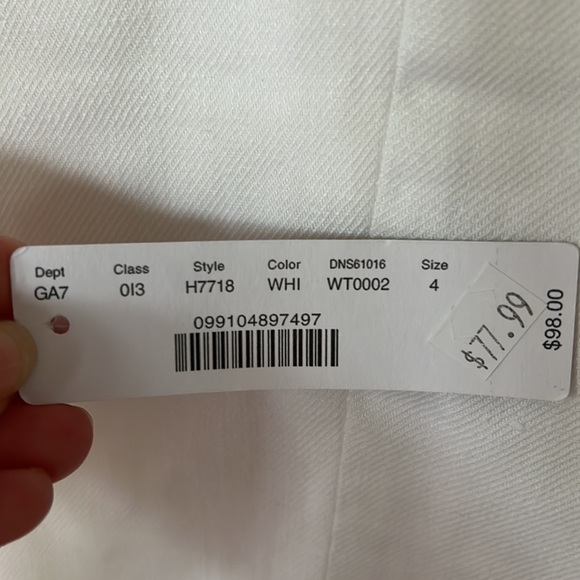 Dept Class Style Color DNS61016 Size
GA7 013 H7718 WHI WT0002 4
099104897497
$77.99
$98.00